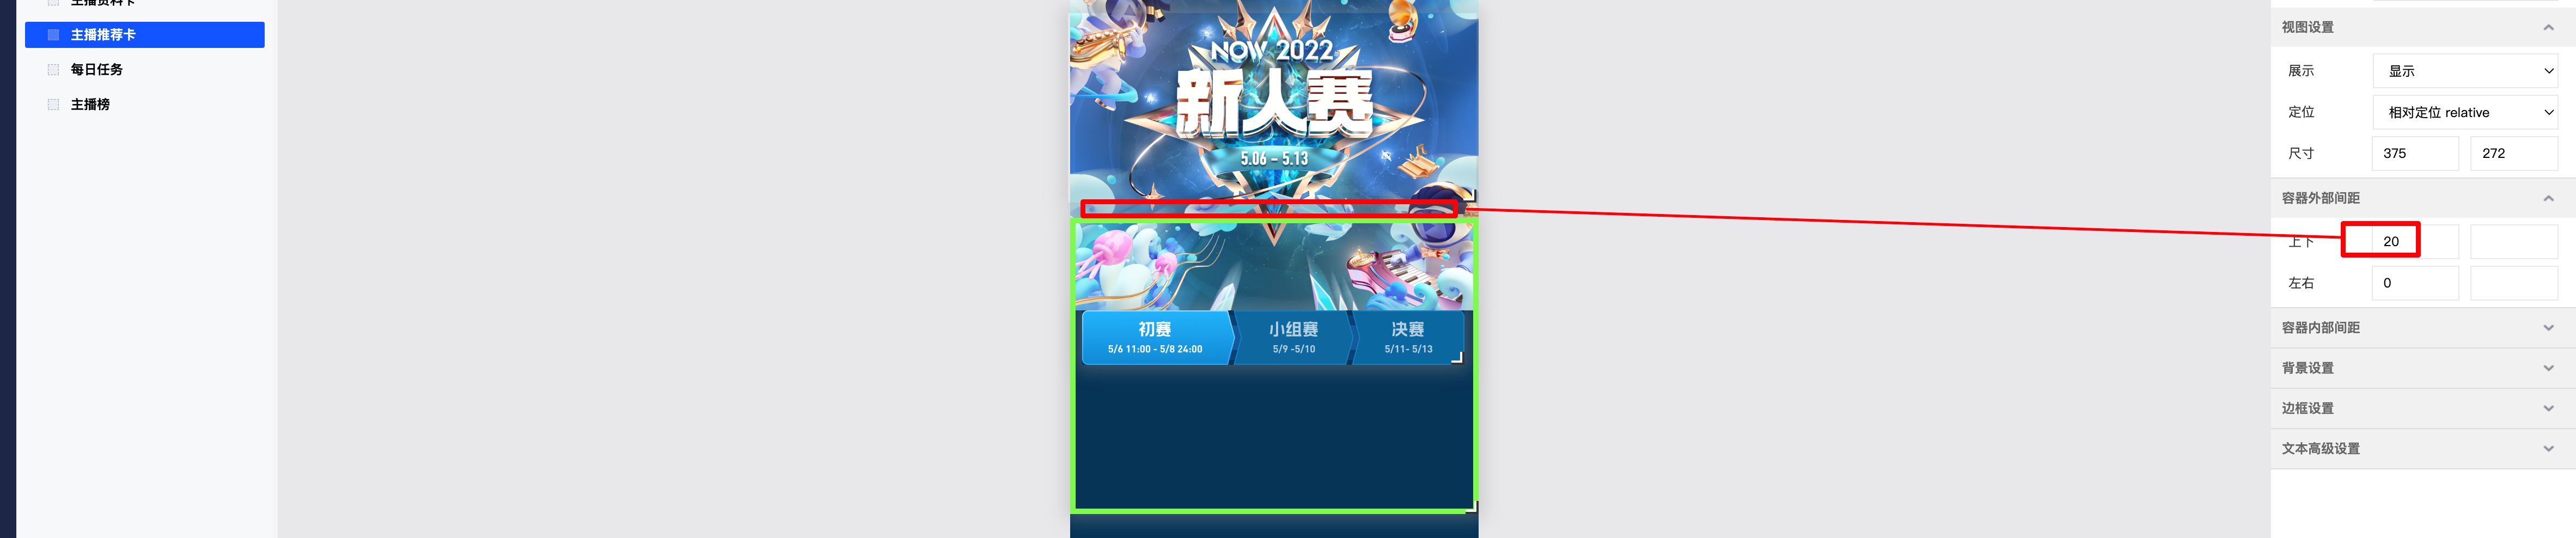 主播资料卡
主播推荐卡
每日任务
主播榜
NOW 2022
新人赛
5.06 - 5.13
初赛
5/6 11:00 - 5/8 24:00
小组赛
5/9 -5/10
决赛
5/11- 5/13
视图设置
展示 显示
定位 相对定位 relative
尺寸 375 272
容器外部间距
上下 20
左右 0
容器内部间距
背景设置
边框设置
文本高级设置